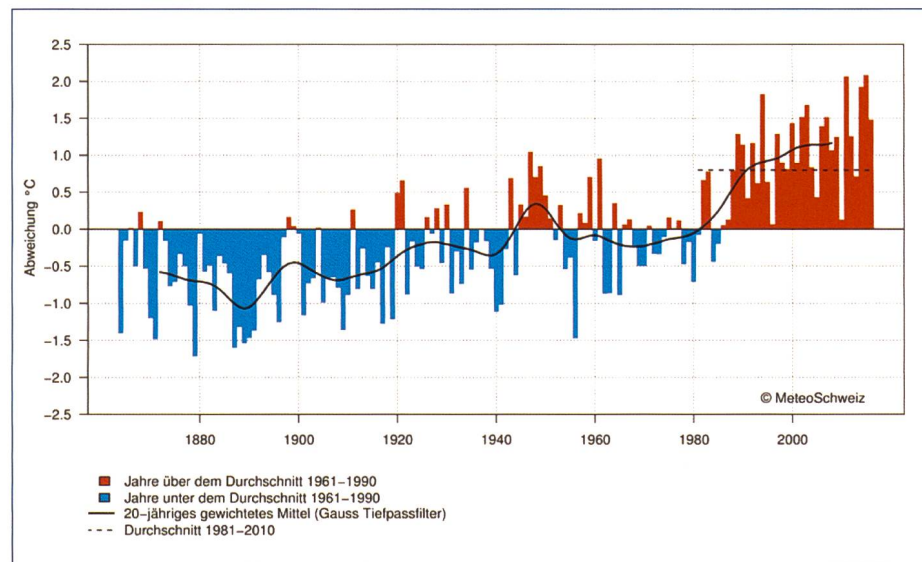 2.5
2.0
1.5
1.0
0.5
0.0
−0.5
−1.0
−1.5
−2.0
−2.5
Abweichung °C
© MeteoSchweiz
1880 1900 1920 1940 1960 1980 2000
Jahre über dem Durchschnitt 1961−1990
Jahre unter dem Durchschnitt 1961−1990
20-jähriges gewichtetes Mittel (Gauss Tiefpassfilter)
Durchschnitt 1981−2010